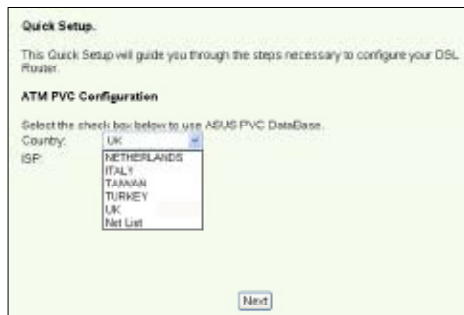 Quick Setup.
This Quick Setup will guide you through the steps necessary to configure your DSL
Router.
ATM PVC Configuration
Select the check box below to use ASUS PVC DataBase.
Country: UK
ISP: NETHERLANDS
ITALY
TAIWAN
TURKEY
UK
Not List
Next